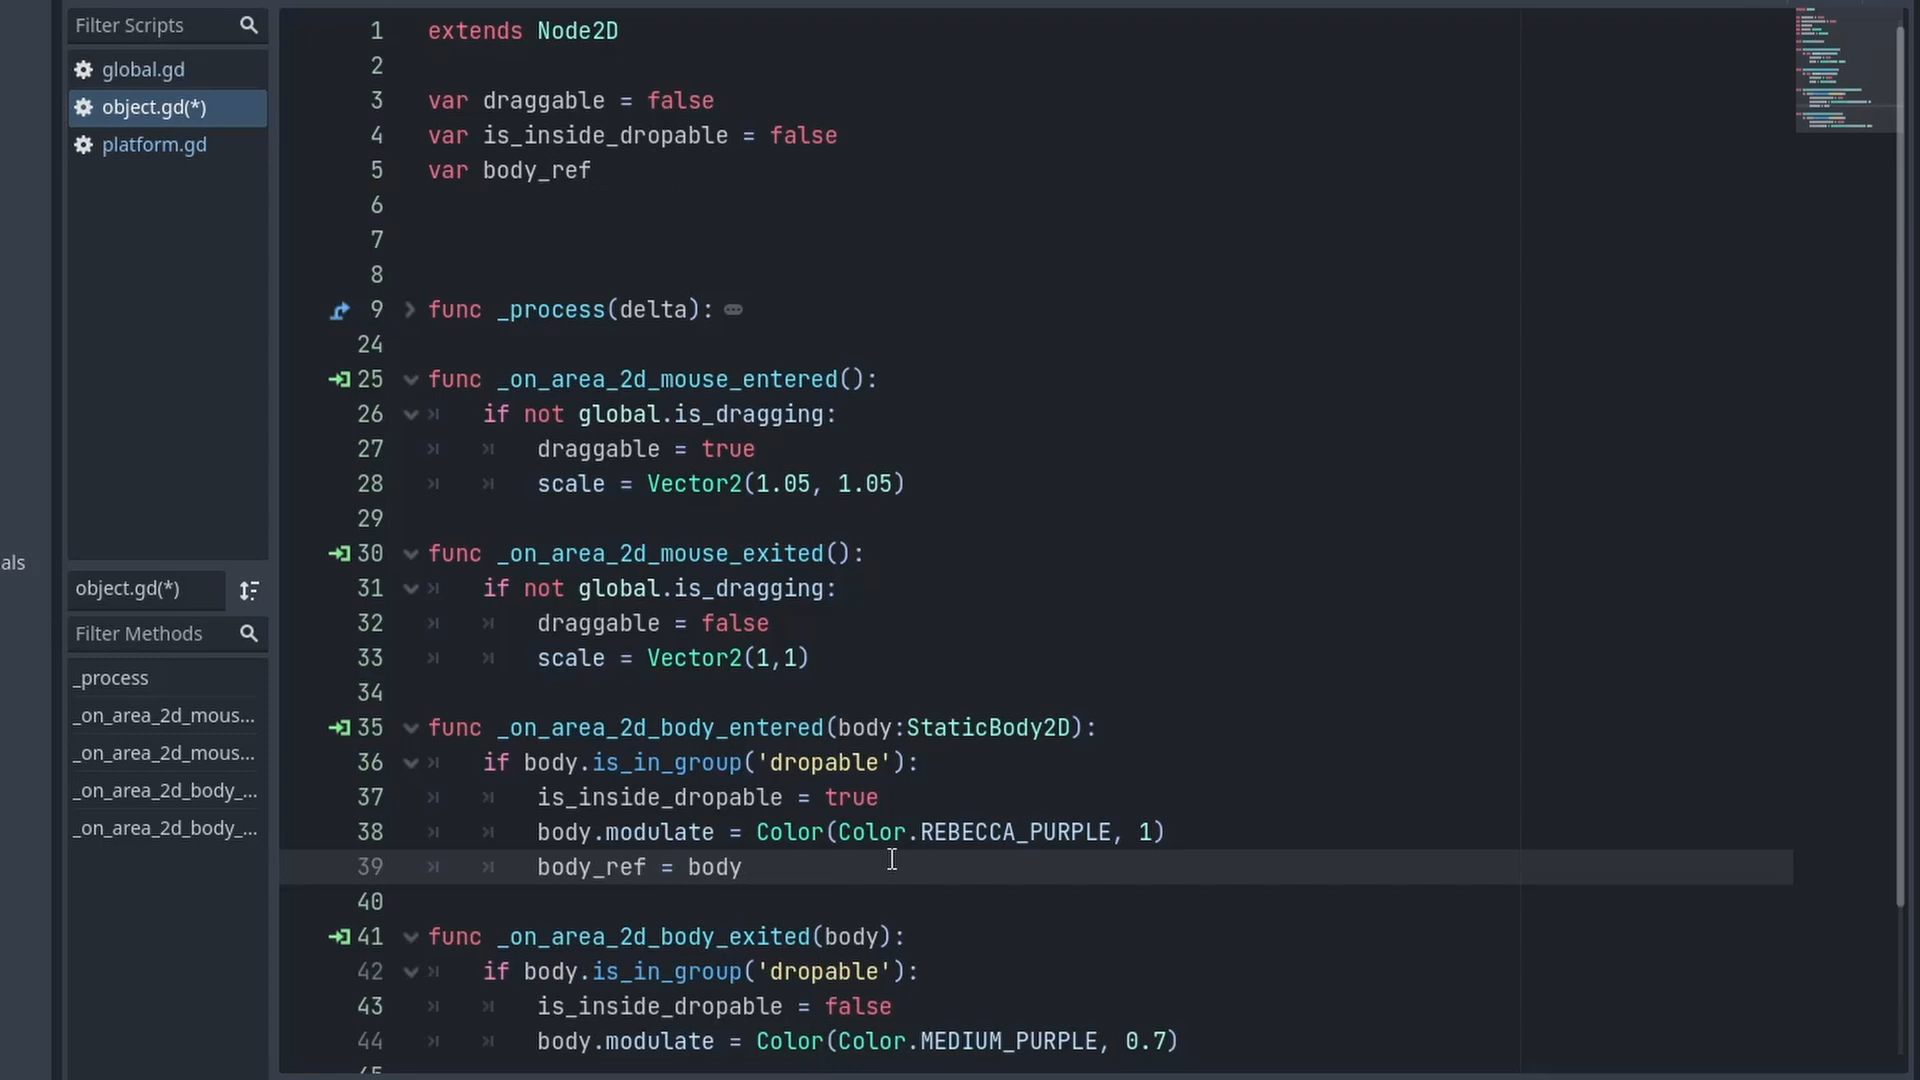 Filter Scripts
global.gd
object.gd(*)
platform.gd
als
object.gd(*)
Filter Methods
_process
_on_area_2d_mous...
_on_area_2d_mous...
_on_area_2d_body_...
_on_area_2d_body_...
1 extends Node2D
2
3 var draggable = false
4 var is_inside_dropable = false
5 var body_ref
6
7
8
9 func _process(delta):
24
25 func _on_area_2d_mouse_entered():
26 if not global.is_dragging:
27 draggable = true
28 scale = Vector2(1.05, 1.05)
29
30 func _on_area_2d_mouse_exited():
31 if not global.is_dragging:
32 draggable = false
33 scale = Vector2(1,1)
34
35 func _on_area_2d_body_entered(body:StaticBody2D):
36 if body.is_in_group('dropable'):
37 is_inside_dropable = true
38 body.modulate = Color(Color.REBECCA_PURPLE, 1)
39 body_ref = body
40
41 func _on_area_2d_body_exited(body):
42 if body.is_in_group('dropable'):
43 is_inside_dropable = false
44 body.modulate = Color(Color.MEDIUM_PURPLE, 0.7)
45